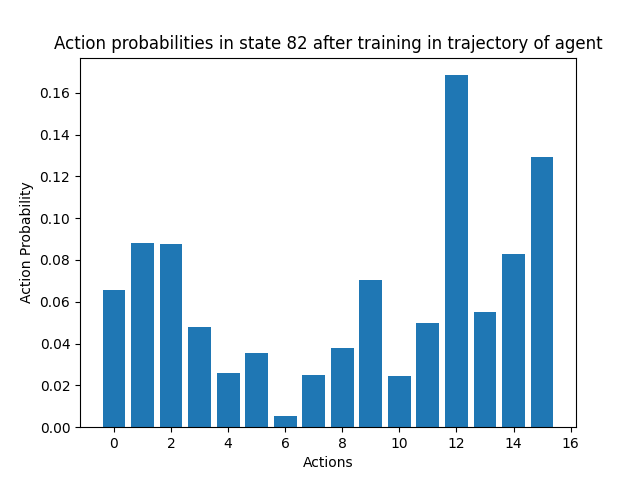 Action probabilities in state 82 after training in trajectory of agent
Action Probability
0.16
0.14
0.12
0.10
0.08
0.06
0.04
0.02
0.00
0 2 4 6 8 10 12 14 16
Actions